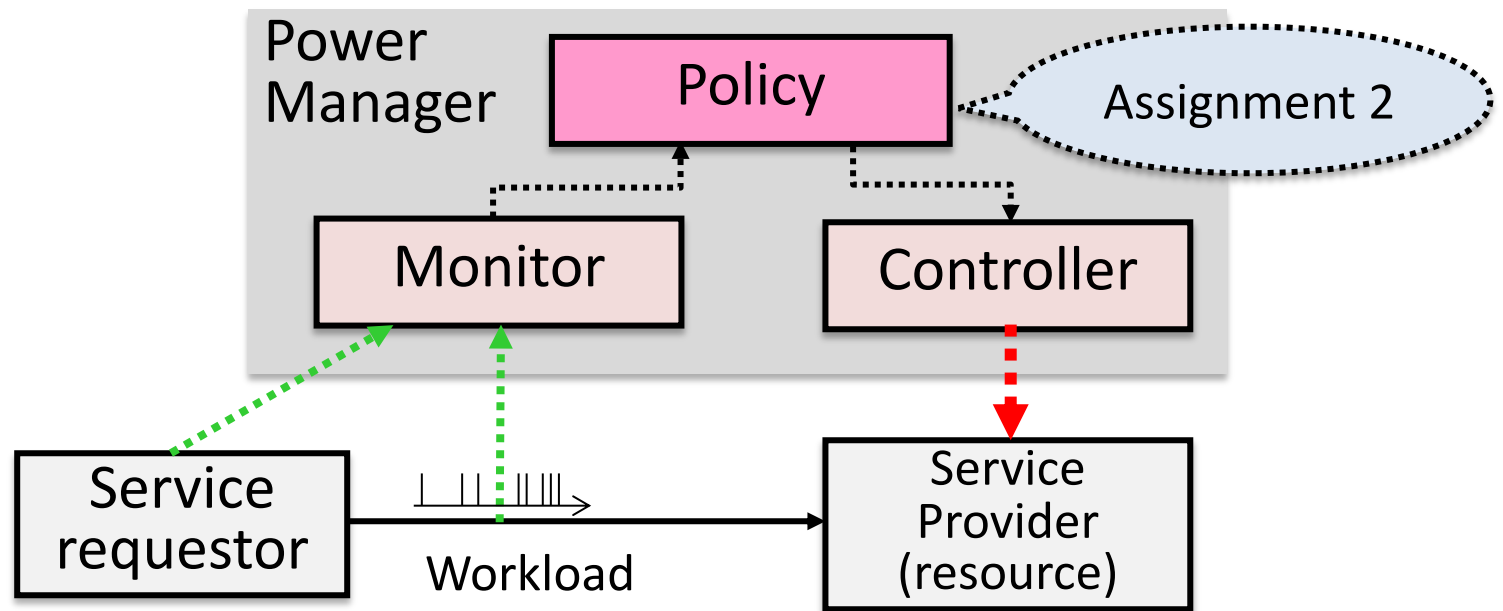 Power
Manager
Policy
Assignment 2
Monitor
Controller
Service
requestor
Workload
Service
Provider
(resource)